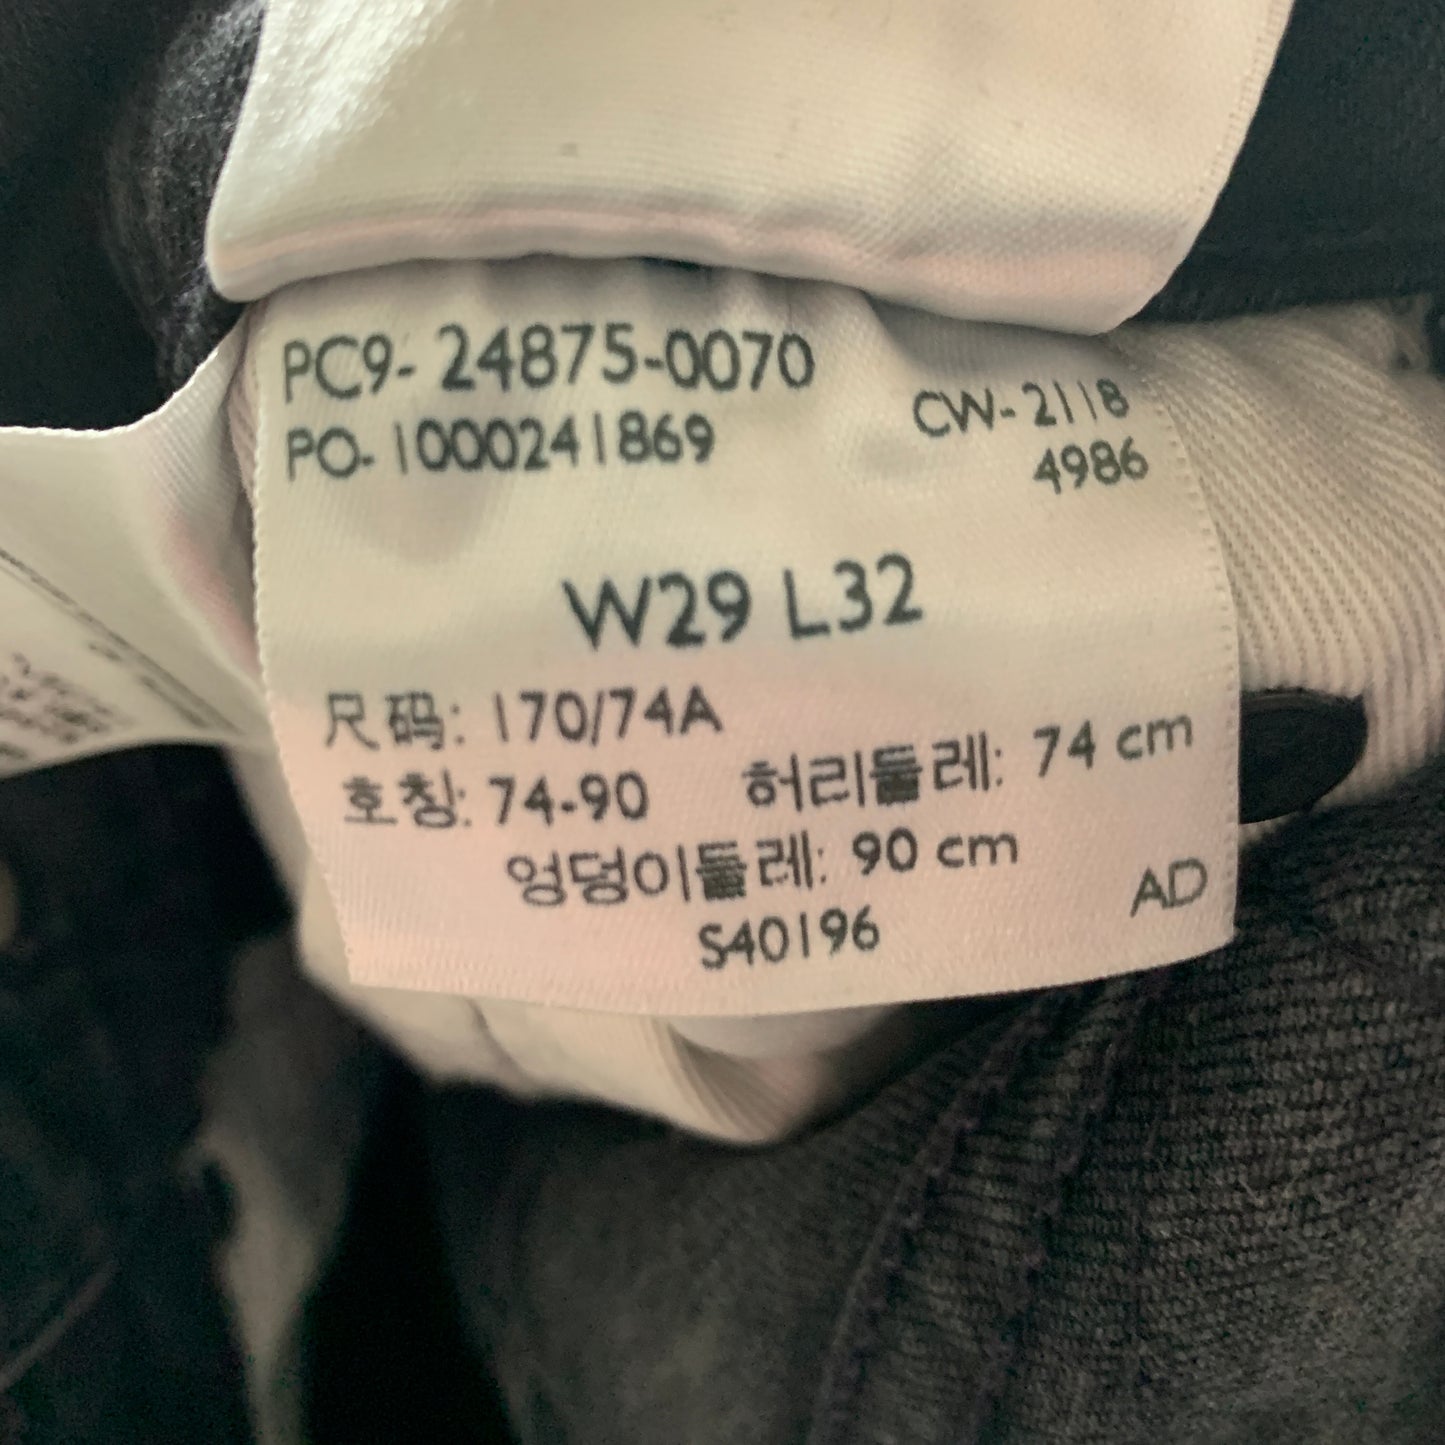 PC9- 24875-0070
PO- 1000241869
CW- 2118
4986
W29 L32
尺码: 170/74A
호칭: 74-90 허리둘레: 74 cm
엉덩이둘레: 90 cm
AD
S40196